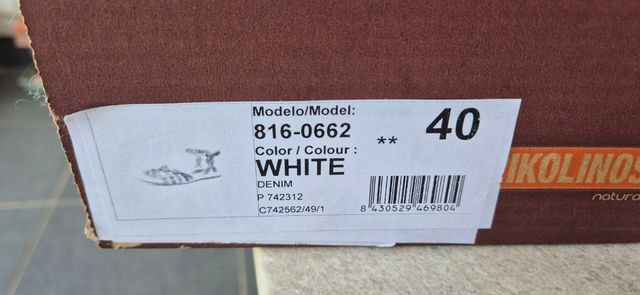 Modelo/Model:
816-0662
**
40
Color / Colour :
WHITE
DENIM
P 742312
C742562/49/1
8 430529 469804
IKOLINOS
natura